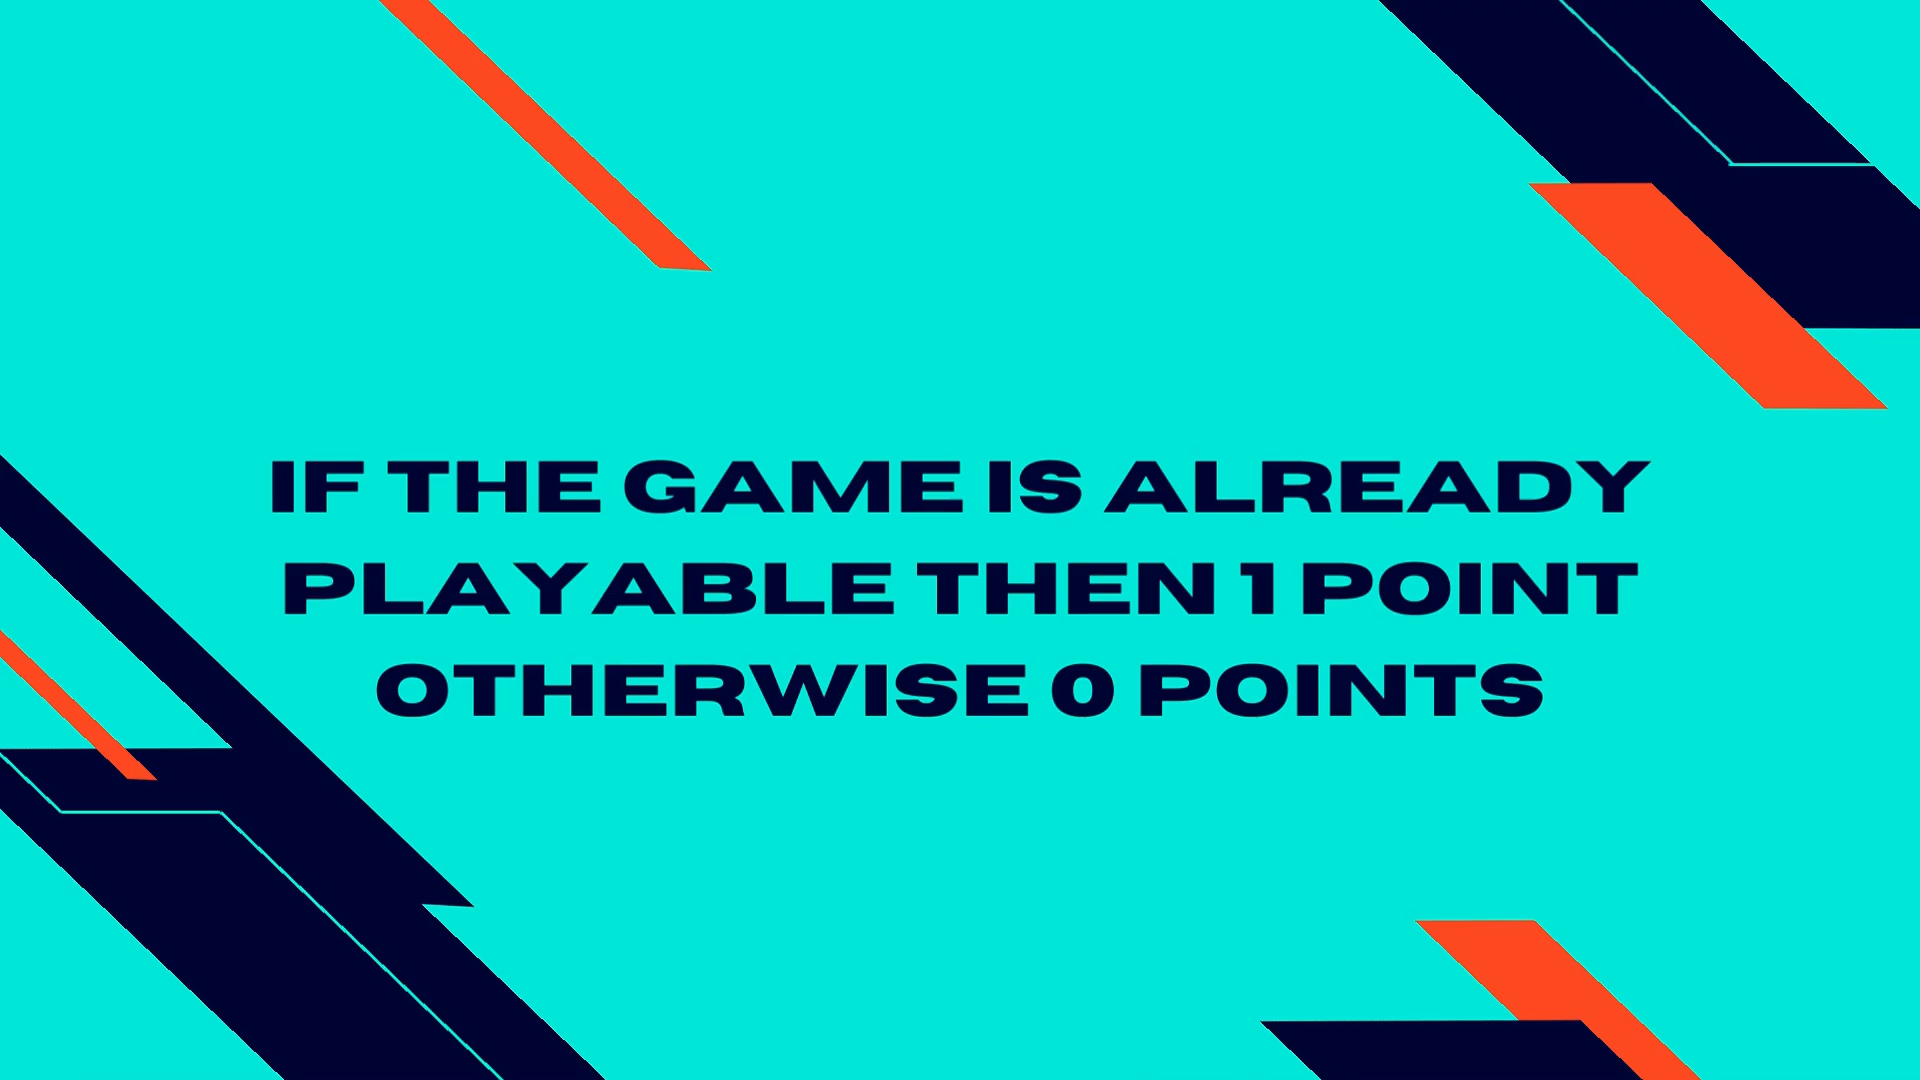 IF THE GAME IS ALREADY
PLAYABLE THEN 1 POINT
OTHERWISE 0 POINTS